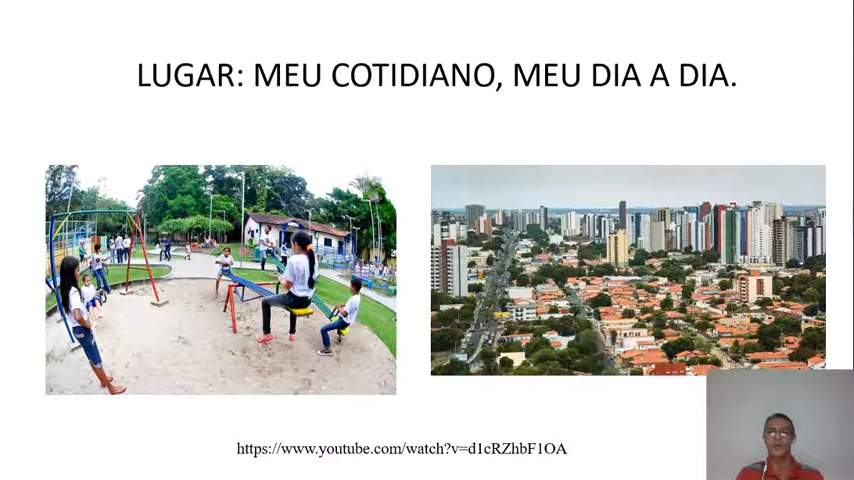 LUGAR: MEU COTIDIANO, MEU DIA A DIA.
https://www.youtube.com/watch?v=d1cRZhbF1OA